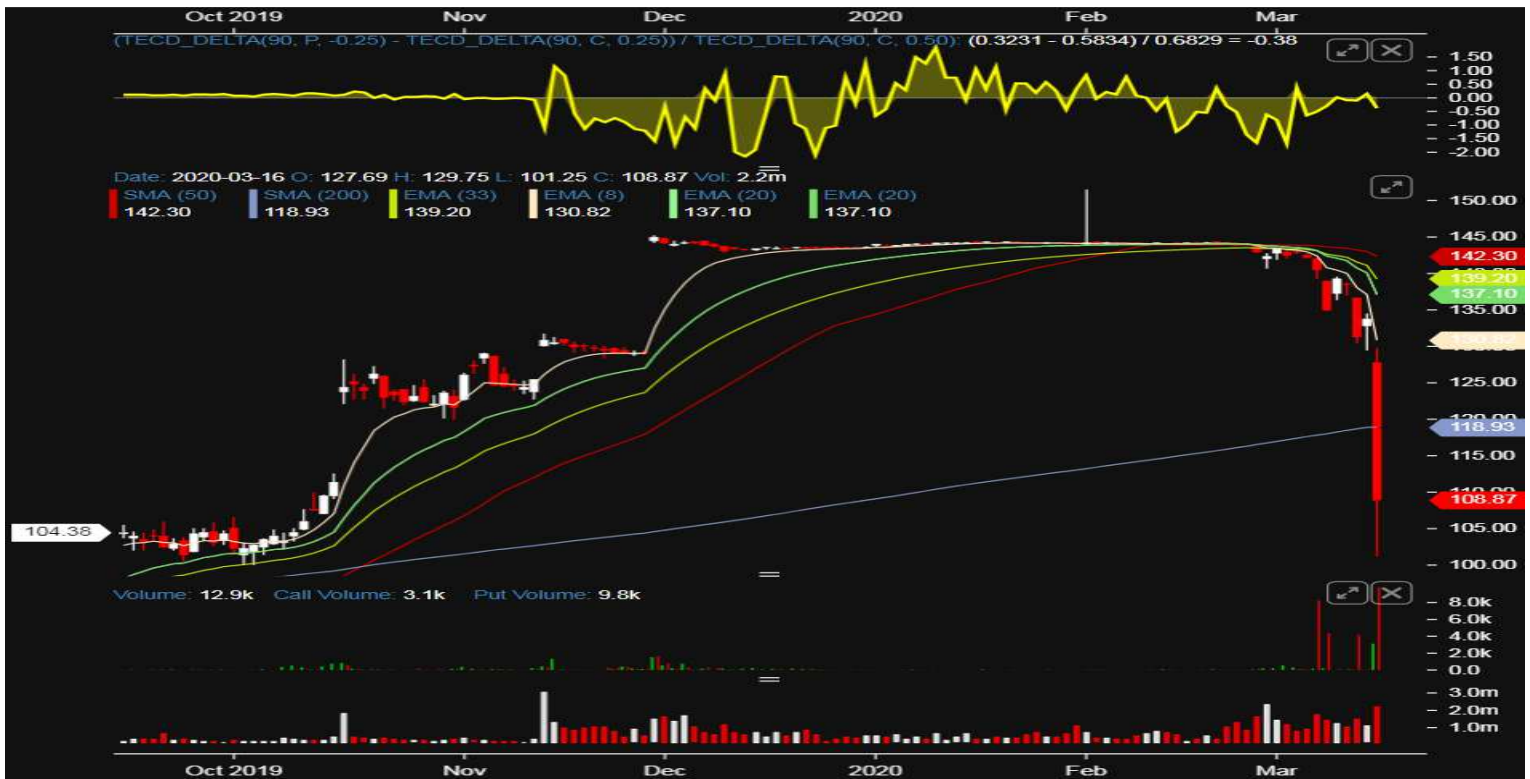 Oct 2019 Nov Dec 2020 Feb Mar
(TECD_DELTA(90, P, -0.25) - TECD_DELTA(90, C, 0.25)) / TECD_DELTA(90, C, 0.50): (0.3231 - 0.5834) / 0.6829 = -0.38
1.50
1.00
0.50
0.00
-0.50
-1.00
-1.50
-2.00
Date: 2020-03-16 O: 127.69 H: 129.75 L: 101.25 C: 108.87 Vol: 2.2m
SMA (50) SMA (200) EMA (33) EMA (8) EMA (20) EMA (20)
142.30 118.93 139.20 130.82 137.10 137.10
150.00
145.00
142.30
139.20
137.10
135.00
130.82
125.00
118.93
115.00
108.87
105.00
104.38
100.00
Volume: 12.9k Call Volume: 3.1k Put Volume: 9.8k
8.0k
6.0k
4.0k
2.0k
0.0
3.0m
2.0m
1.0m
Oct 2019 Nov Dec 2020 Feb Mar